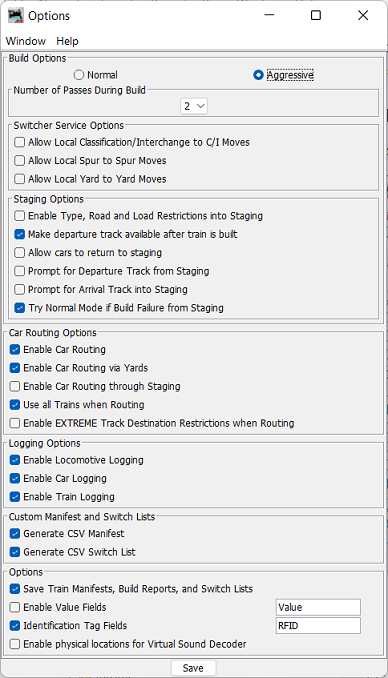 Options
Window Help
Build Options
Normal Aggressive
Number of Passes During Build
2
Switcher Service Options
Allow Local Classification/Interchange to C/I Moves
Allow Local Spur to Spur Moves
Allow Local Yard to Yard Moves
Staging Options
Enable Type, Road and Load Restrictions into Staging
Make departure track available after train is built
Allow cars to return to staging
Prompt for Departure Track from Staging
Prompt for Arrival Track into Staging
Try Normal Mode if Build Failure from Staging
Car Routing Options
Enable Car Routing
Enable Car Routing via Yards
Enable Car Routing through Staging
Use all Trains when Routing
Enable EXTREME Track Destination Restrictions when Routing
Logging Options
Enable Locomotive Logging
Enable Car Logging
Enable Train Logging
Custom Manifest and Switch Lists
Generate CSV Manifest
Generate CSV Switch List
Options
Save Train Manifests, Build Reports, and Switch Lists
Enable Value Fields Value
Identification Tag Fields RFID
Enable physical locations for Virtual Sound Decoder
Save